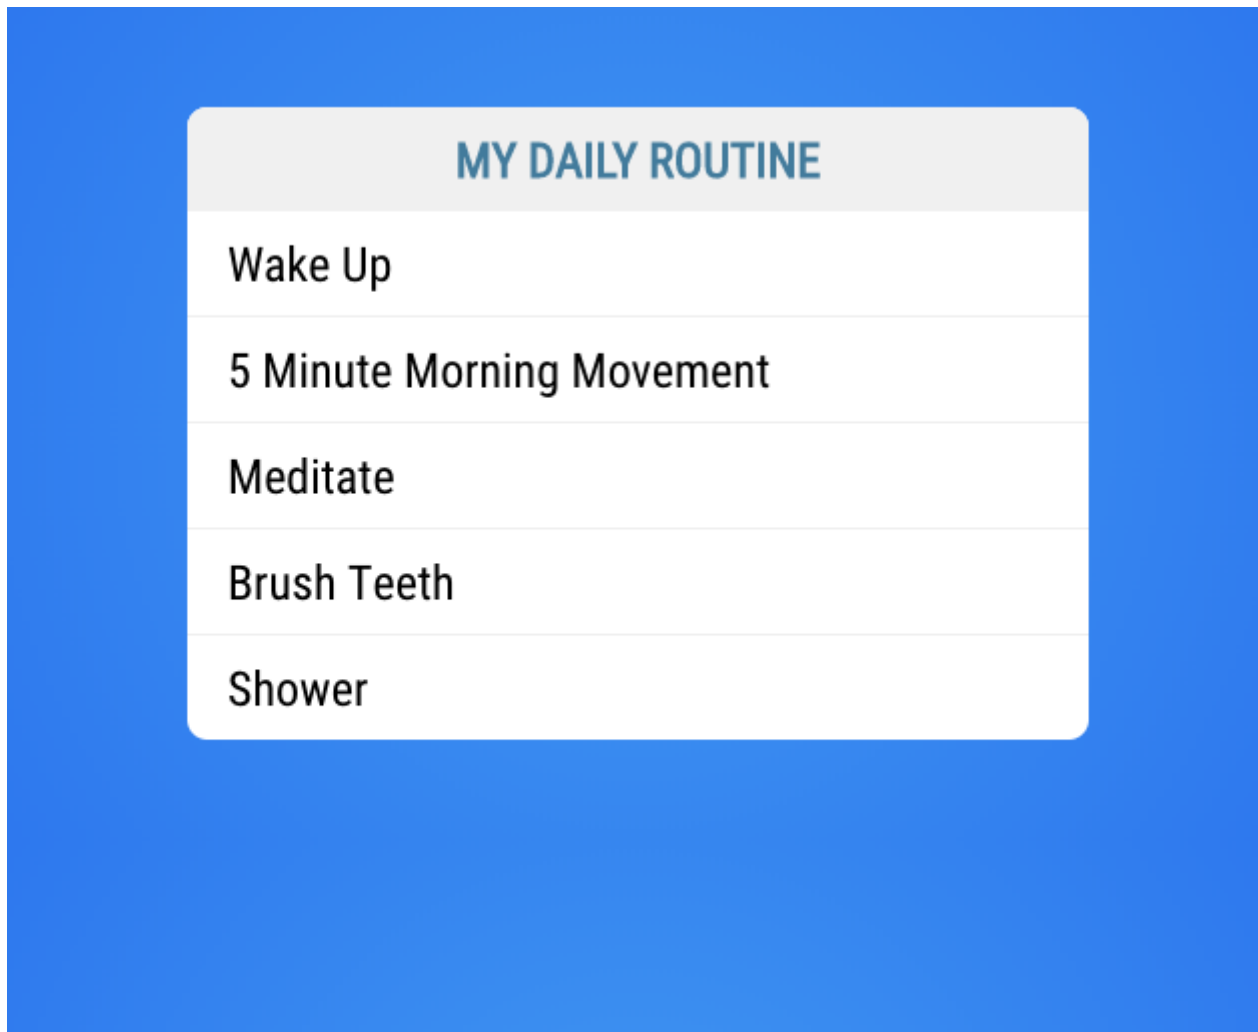 MY DAILY ROUTINE
Wake Up
5 Minute Morning Movement
Meditate
Brush Teeth
Shower